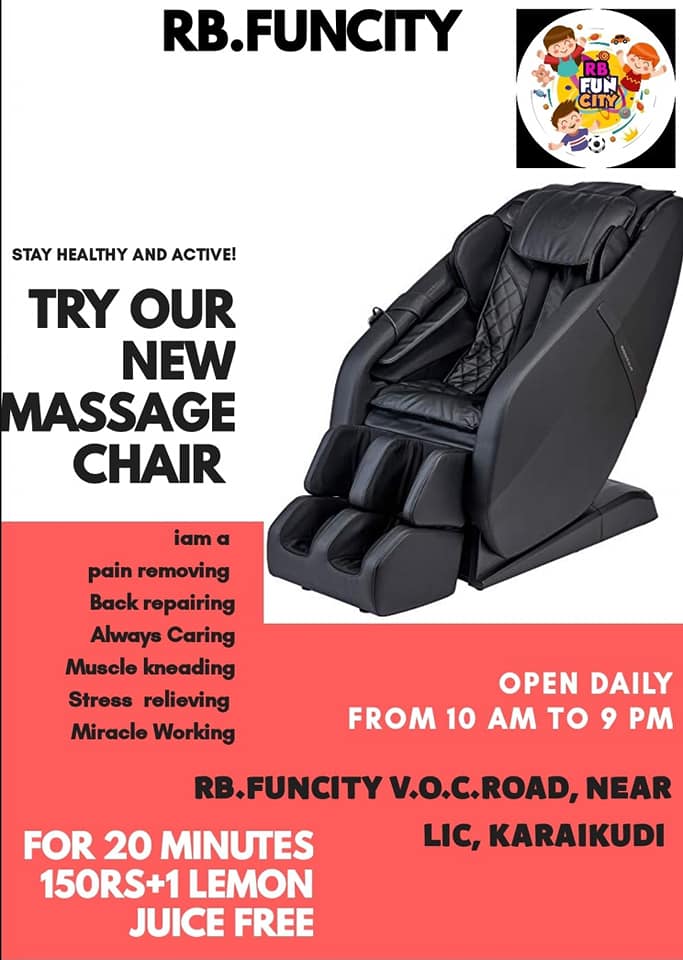 RB.FUNCITY
RB
FUN
CITY
STAY HEALTHY AND ACTIVE!
TRY OUR
NEW
MASSAGE
CHAIR
iam a
pain removing
Back repairing
Always Caring
Muscle kneading
Stress relieving
Miracle Working
OPEN DAILY
FROM 10 AM TO 9 PM
RB.FUNCITY V.O.C.ROAD, NEAR
LIC, KARAIKUDI
FOR 20 MINUTES
150RS+1 LEMON
JUICE FREE